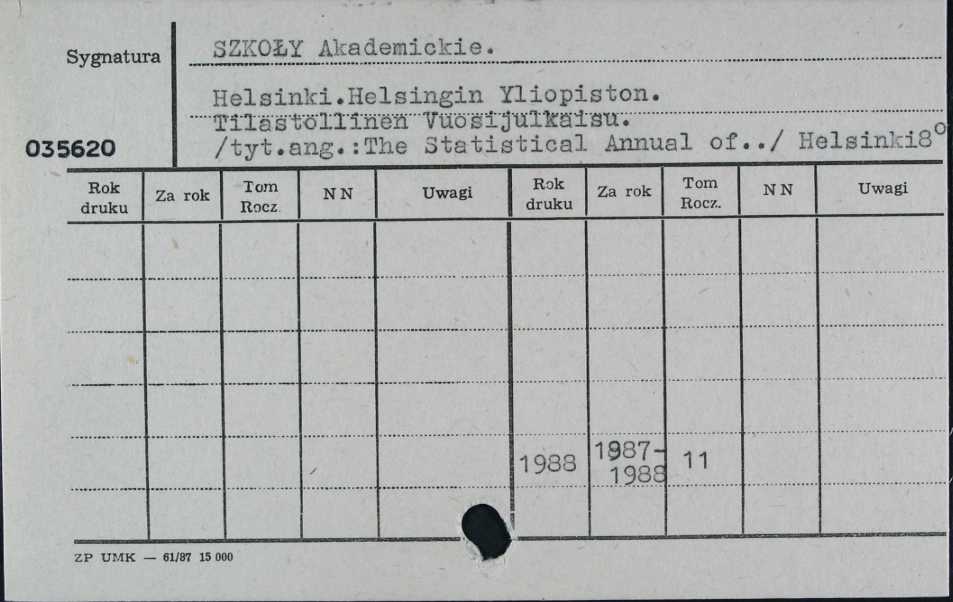 SZKOŁY Akademickie.
Sygnatura
Helsinki.Helsingin Yliopiston.
Tilastollinen Vuosijulkaisu.
035620
/tyt.ang.:The Statistical Annual of../ Helsinki8°
Rok druku Za rok Tom Rocz. N N Uwagi Rok druku Za rok Tom Rocz. N N Uwagi
1988 1987-1988 11
ZP UMK — 61/87 15 000